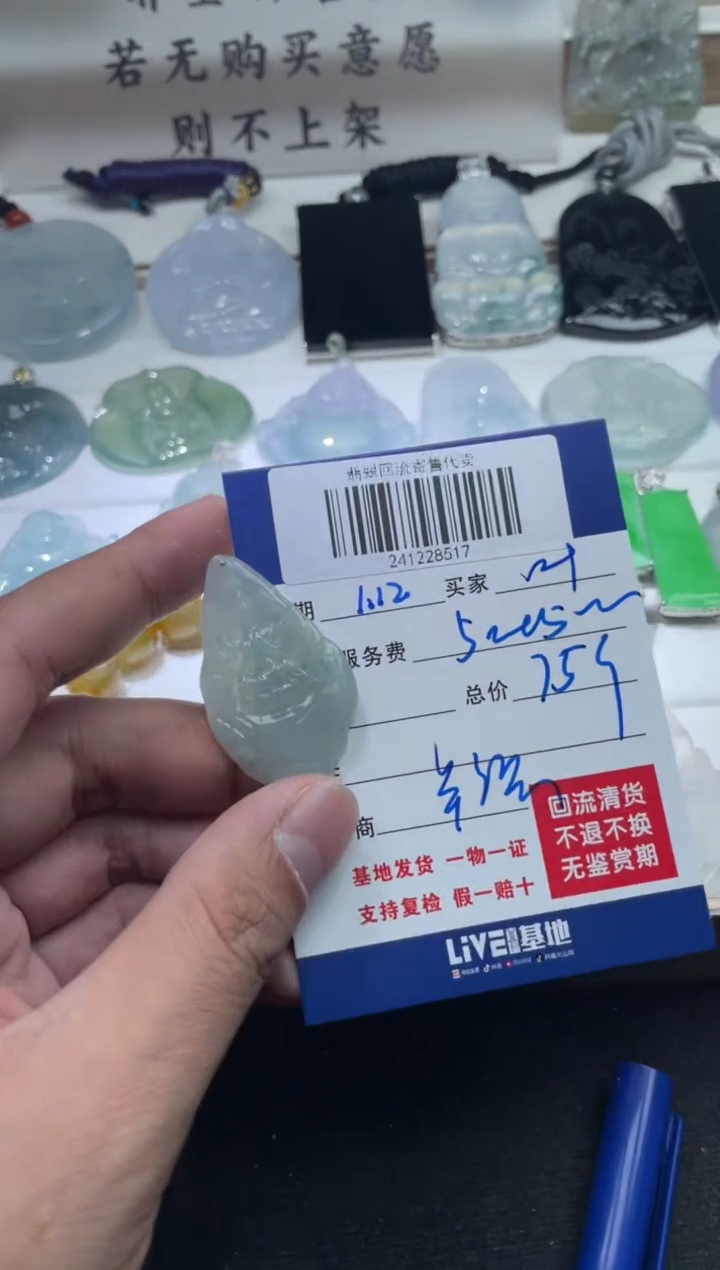 若无购买意愿
则不上架
翡翠回流寄售代卖
241228517
期 1.12 买家 叶
服务费
总价 759
商
回流清货
不退不换
无鉴赏期
基地发货 一物一证
支持复检 假一赔十
LiVE直播基地